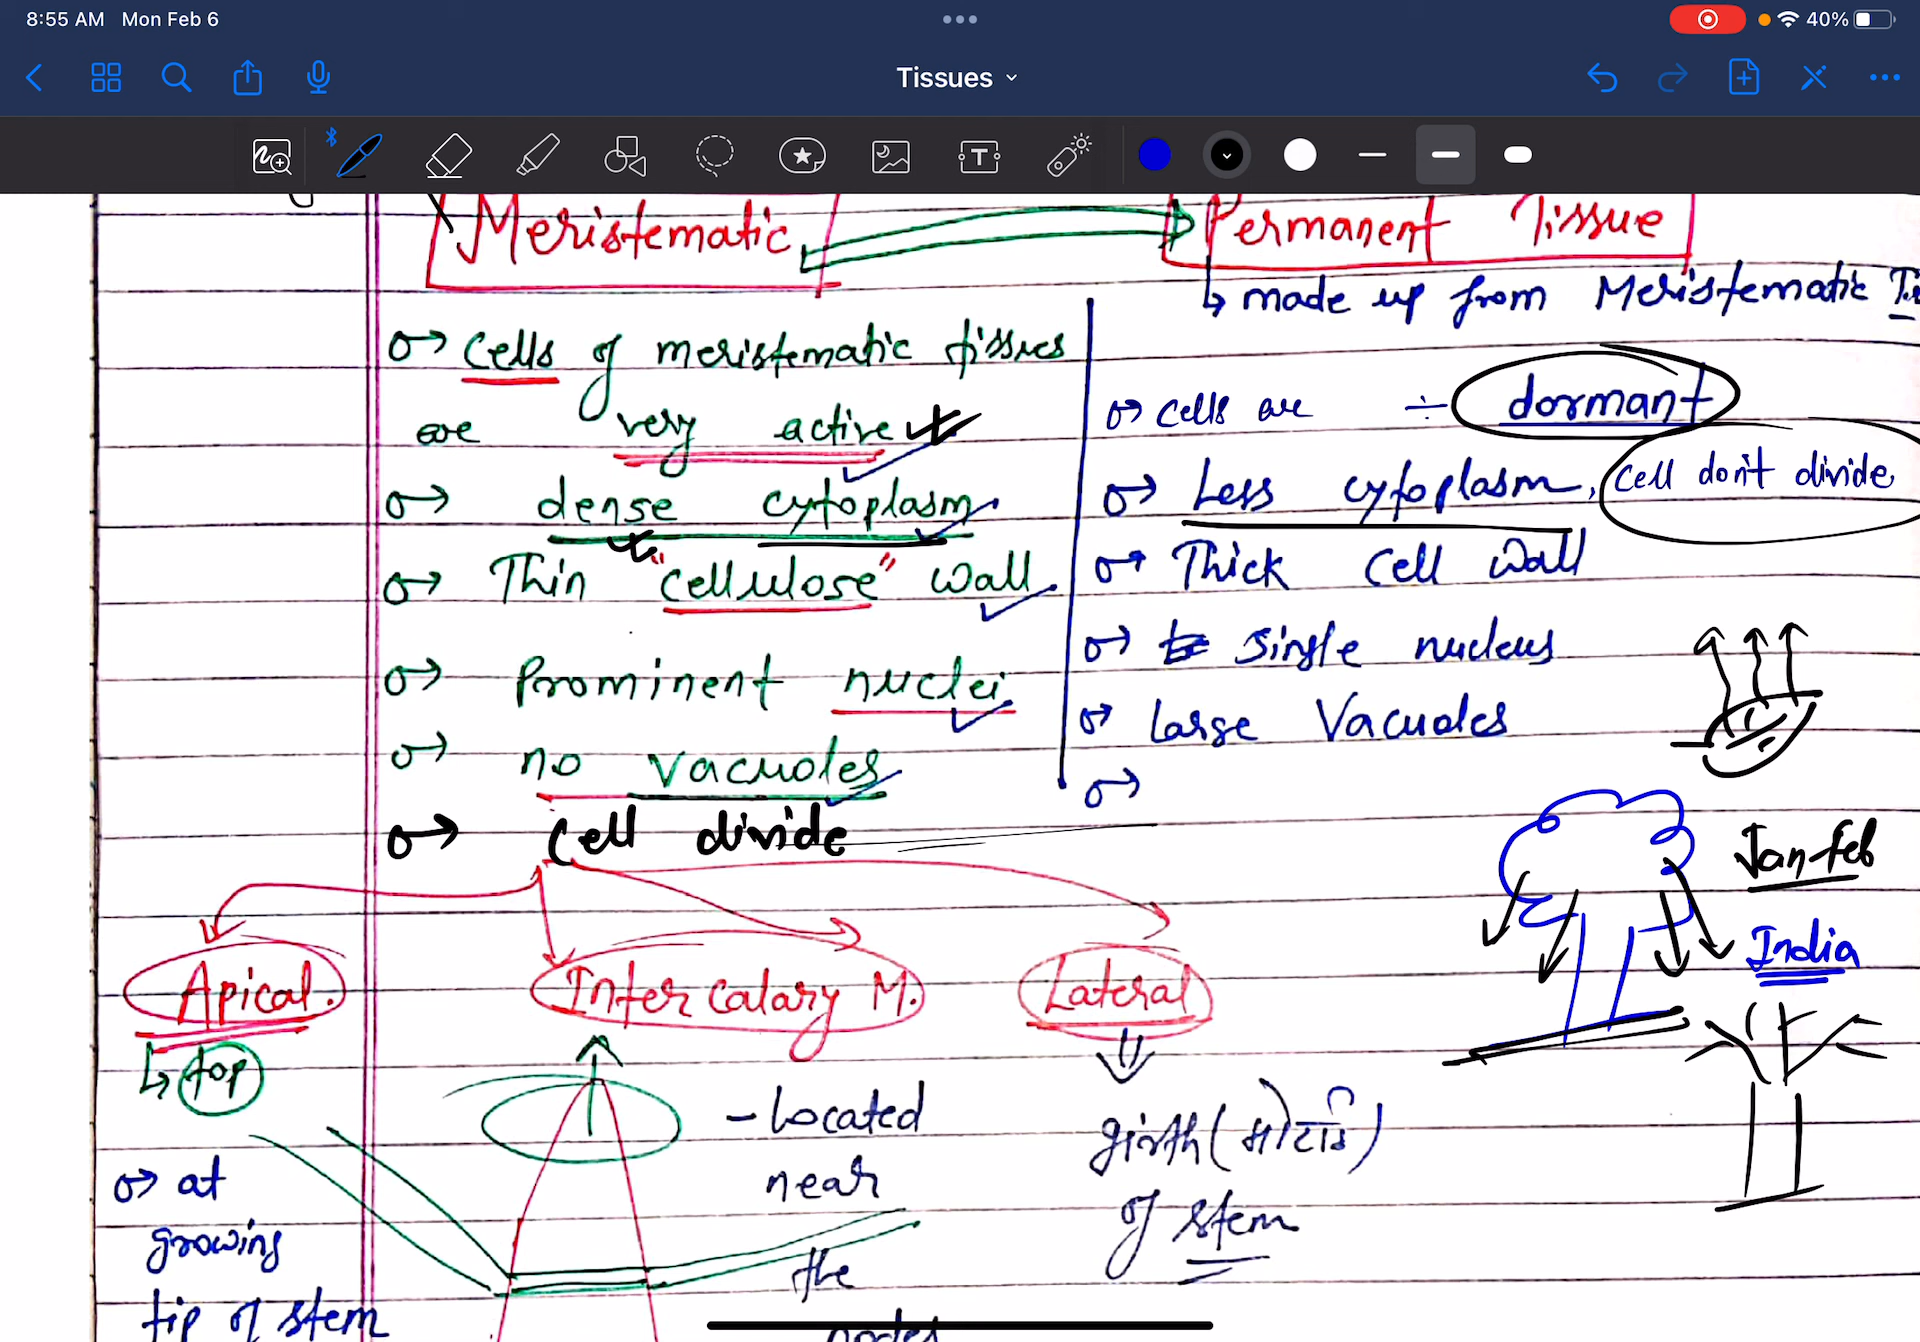 8:55 AM Mon Feb 6
40%
Tissues
Meristematic
Permanent Tissue
made up from Meristematic
Cells of meristematic tissues
are very active
dense cytoplasm
Thin "cellulose" wall
Prominent nuclei
no vacuoles
Cell divide
cells are ÷ dormant
Less cytoplasm, cell don't divide
Thick Cell Wall
Single nucleus
Large Vacuoles
Jan-Feb
India
Apical.
Inter calary M.
Lateral
top
- Located
near
the
nodes
girth (मोटाई)
of stem
at
growing
tip of stem